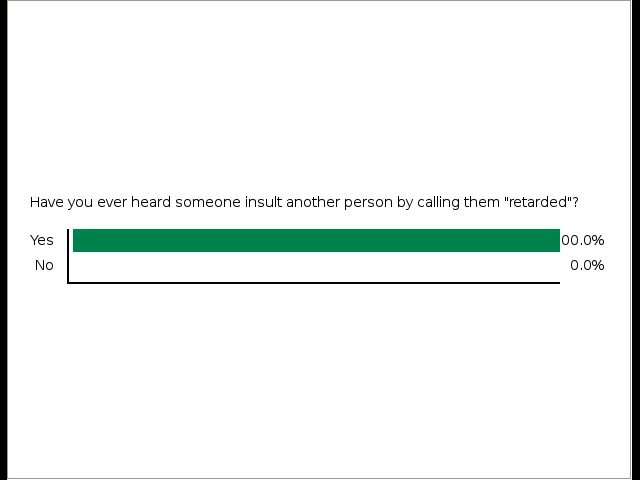 Have you ever heard someone insult another person by calling them "retarded"?
Yes 00.0%
No 0.0%